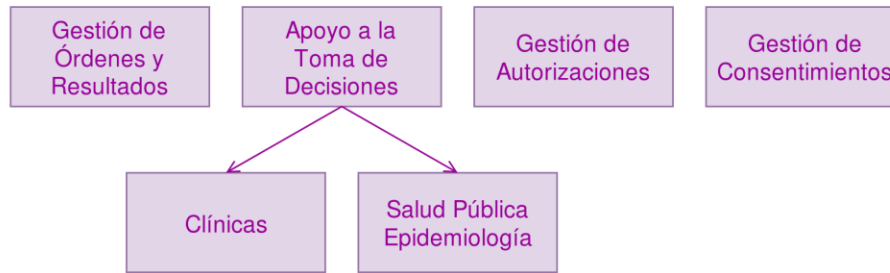 Gestión de
Órdenes y
Resultados
Apoyo a la
Toma de
Decisiones
Gestión de
Autorizaciones
Gestión de
Consentimientos
Clínicas
Salud Pública
Epidemiología